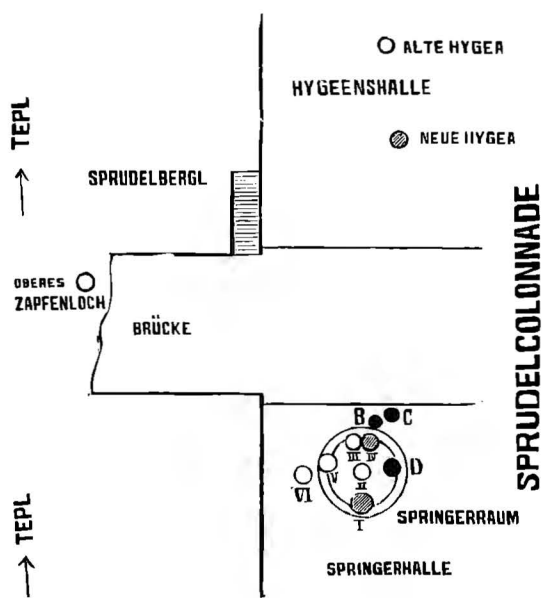 ALTE HYGEA
HYGEENSHALLE
NEUE HYGEA
TEPL
SPRUDELBERGL
OBERES
ZAPFENLOCH
BRÜCKE
SPRUDELCOLONNADE
B
C
III
IV
V
II
D
VI
I
SPRINGERRAUM
SPRINGERHALLE
TEPL